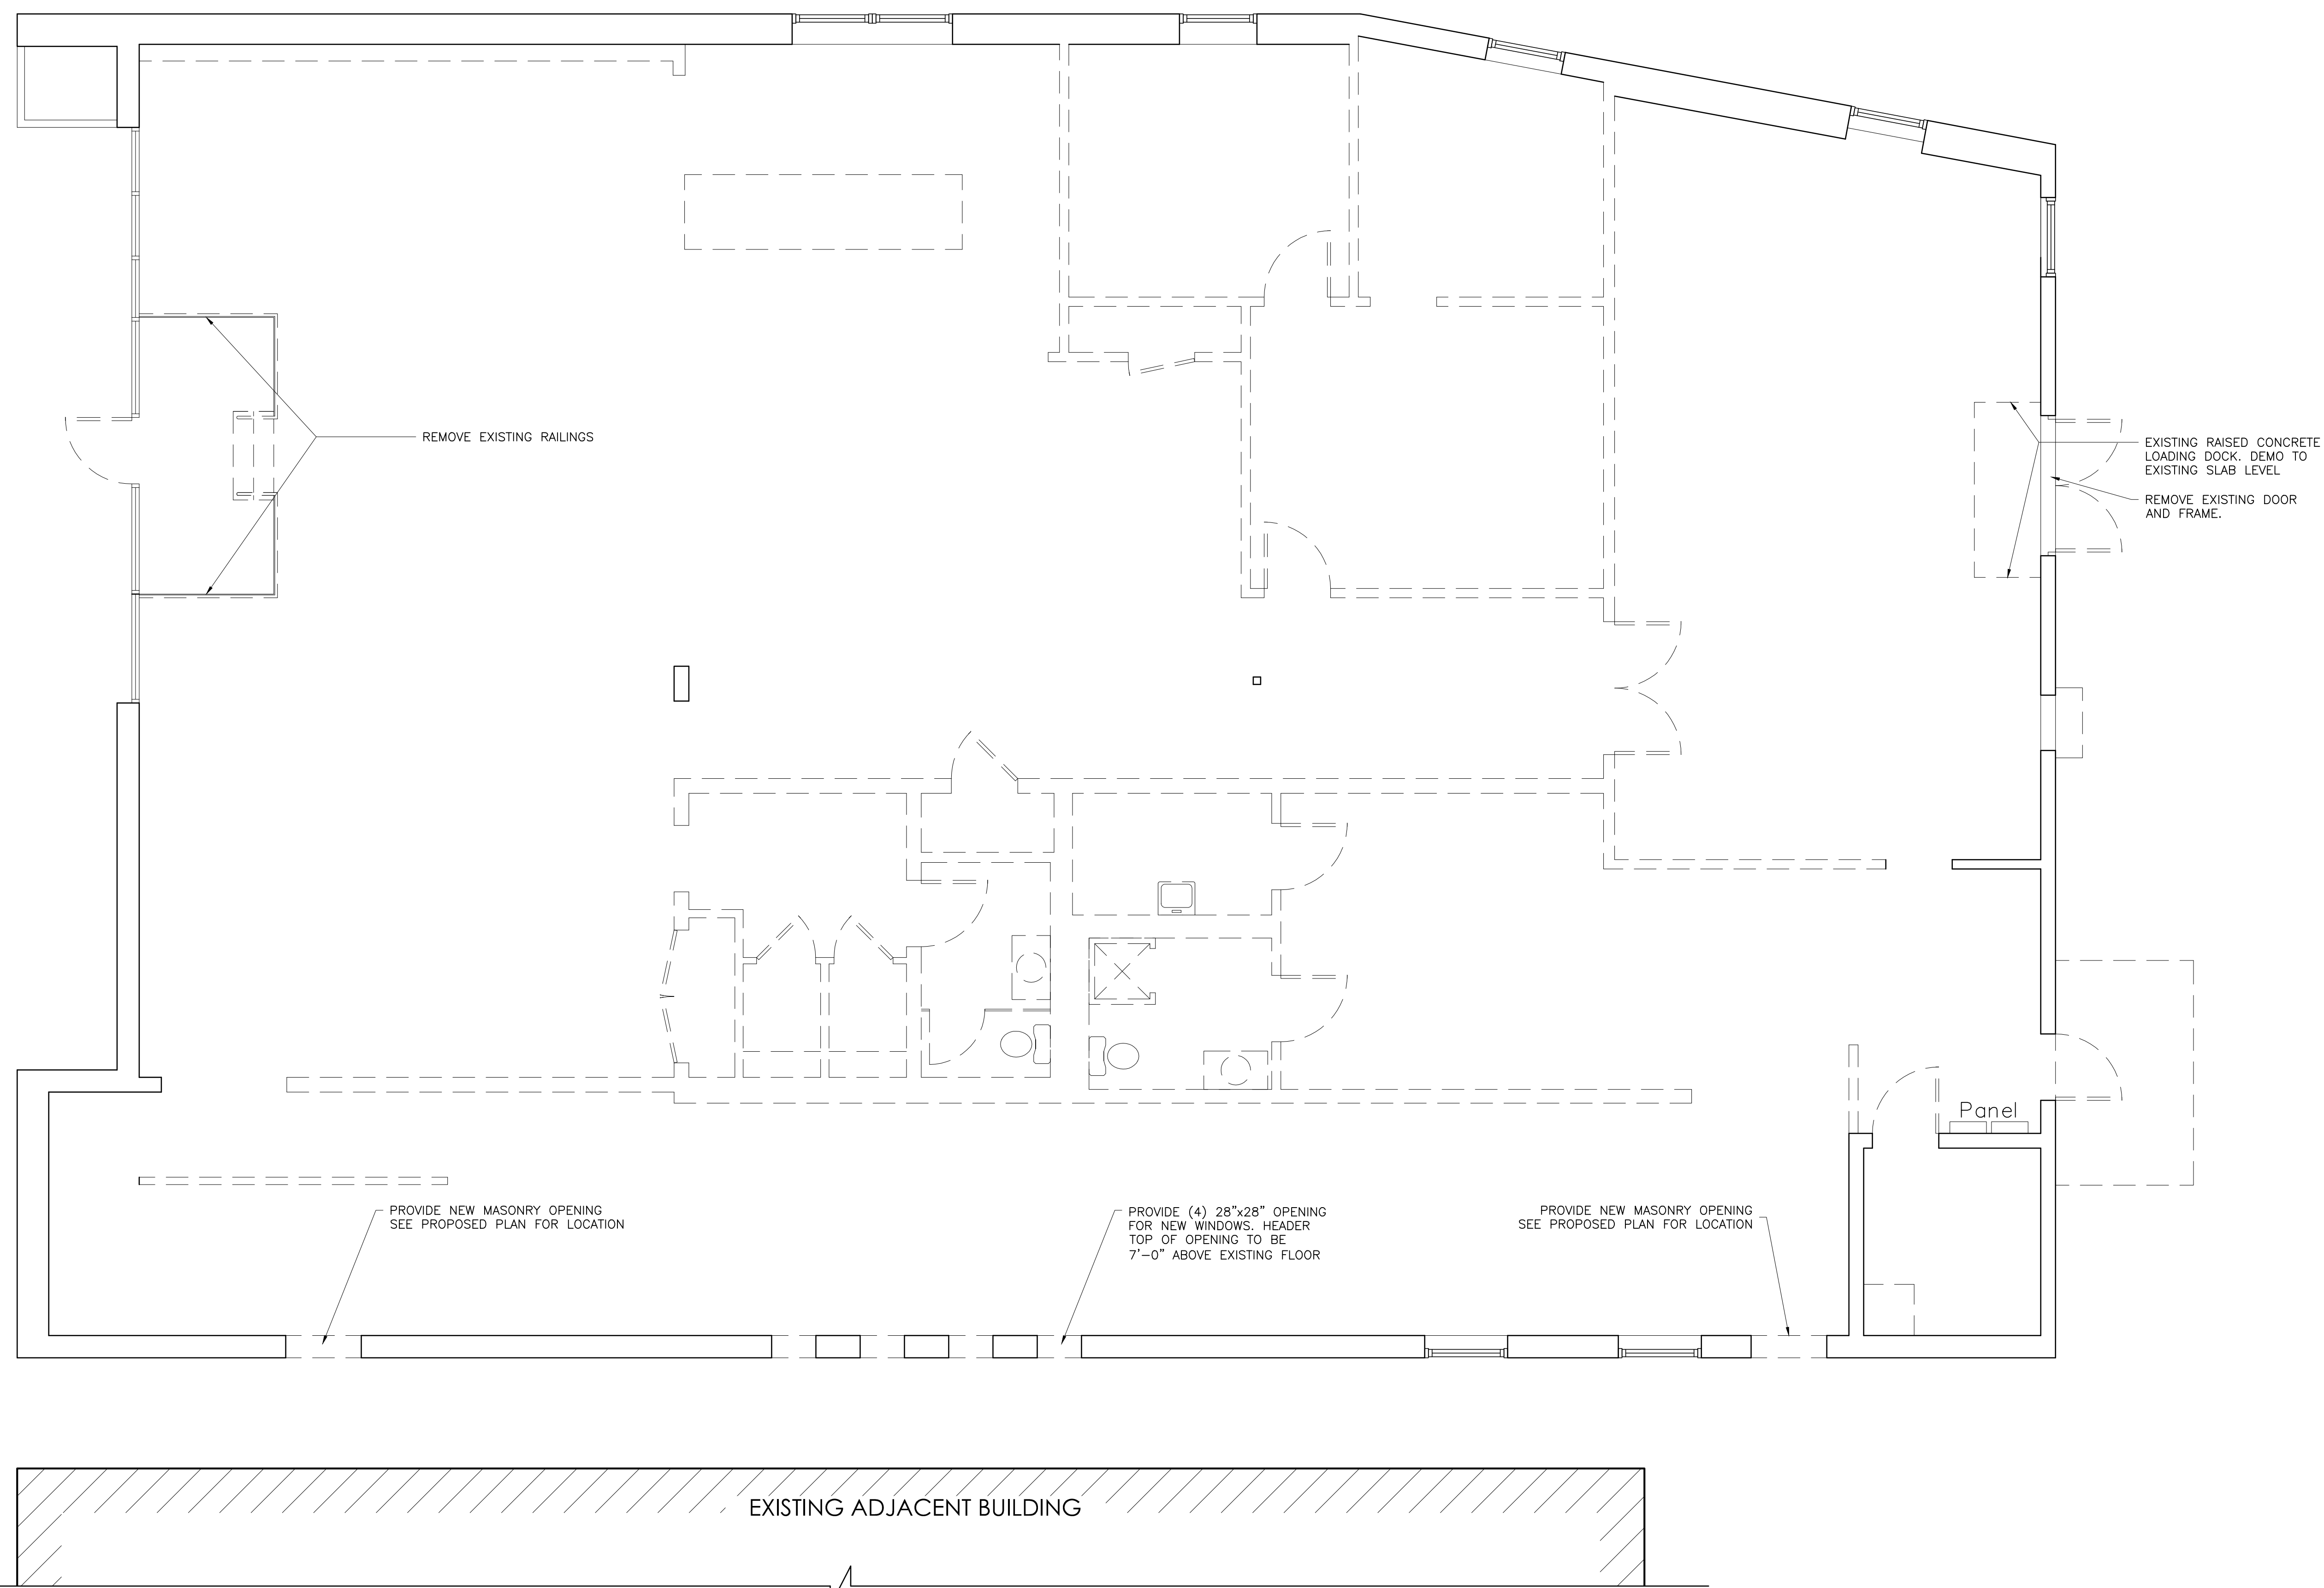 REMOVE EXISTING RAILINGS
EXISTING RAISED CONCRETE
LOADING DOCK. DEMO TO
EXISTING SLAB LEVEL
REMOVE EXISTING DOOR
AND FRAME.
Panel
PROVIDE NEW MASONRY OPENING
SEE PROPOSED PLAN FOR LOCATION
PROVIDE (4) 28"x28" OPENING
FOR NEW WINDOWS. HEADER
TOP OF OPENING TO BE
7'-0" ABOVE EXISTING FLOOR
PROVIDE NEW MASONRY OPENING
SEE PROPOSED PLAN FOR LOCATION
EXISTING ADJACENT BUILDING